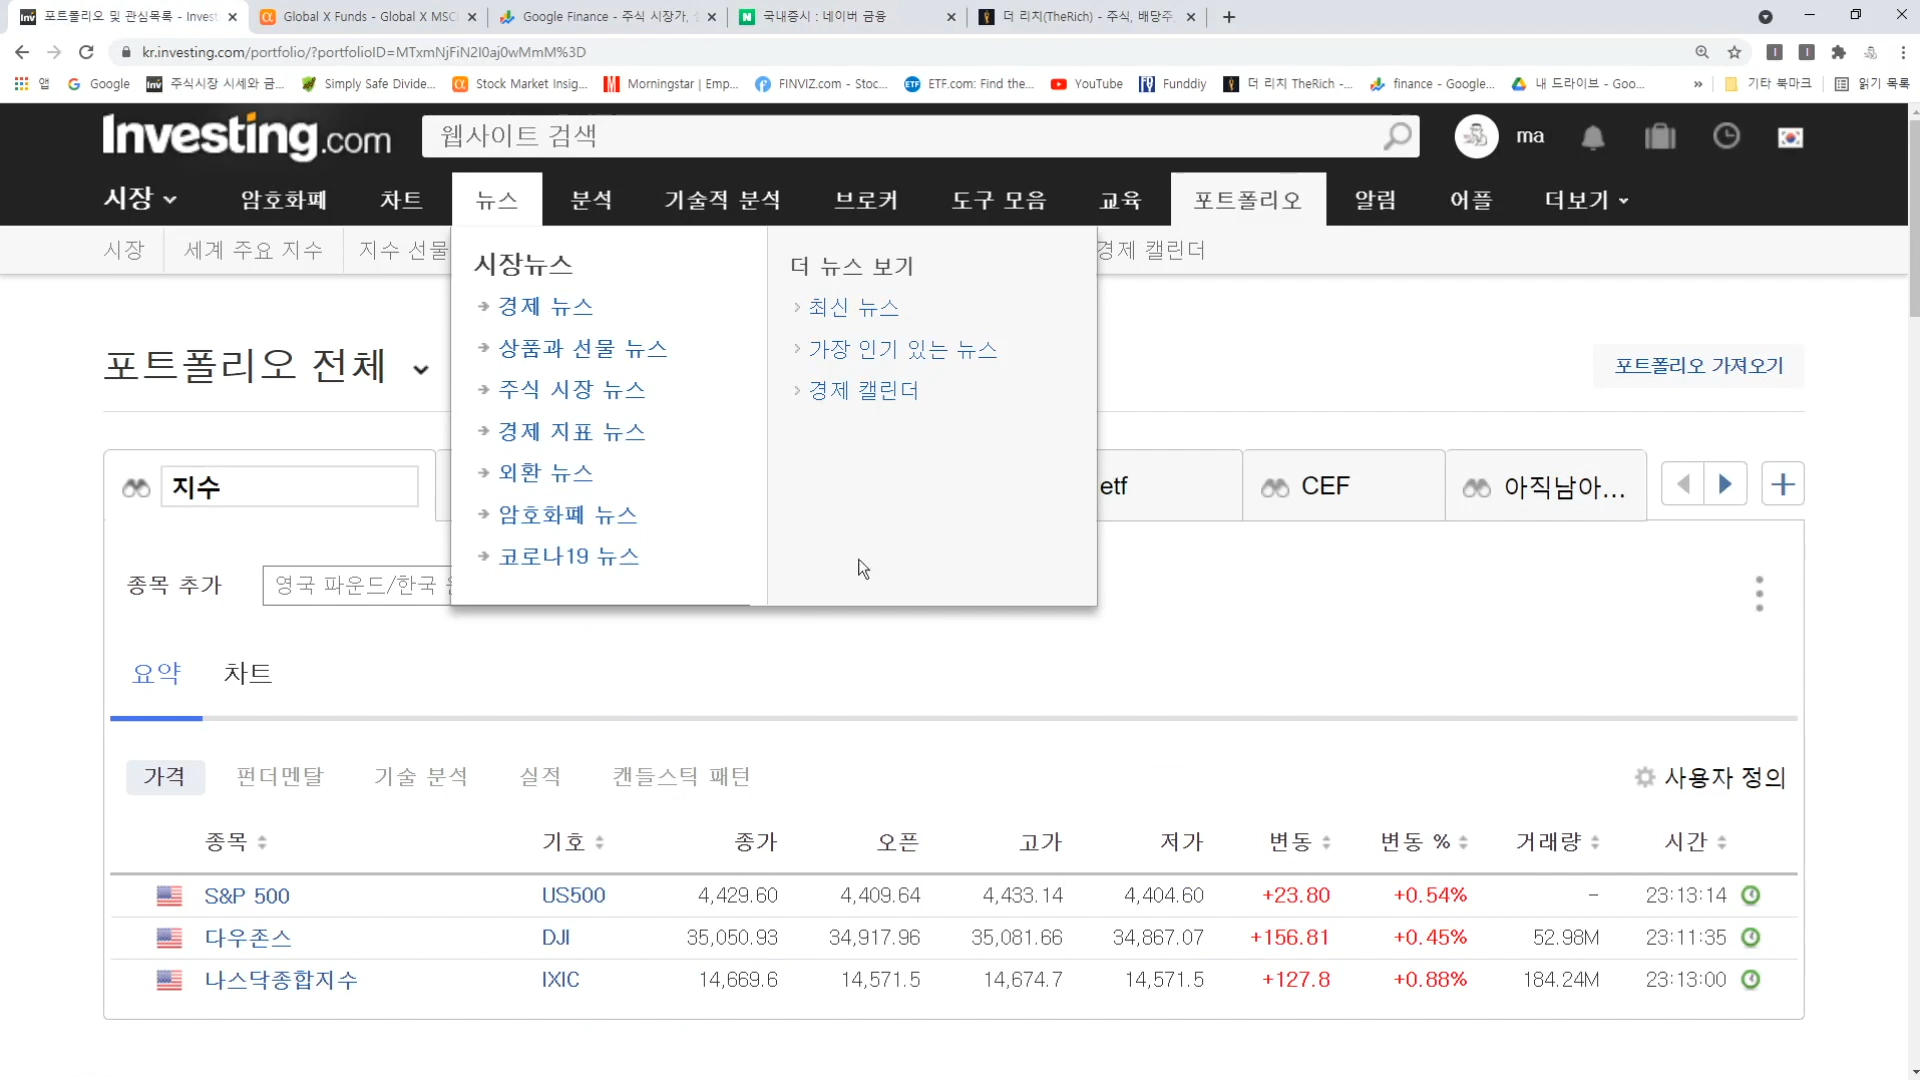 포트폴리오 및 관심목록 - Invest
Global X Funds - Global X MSC
Google Finance - 주식 시장가,
국내증시 : 네이버 금융
더 리치(TheRich) - 주식, 배당주,
kr.investing.com/portfolio/?portfolioID=MTxmNjFiN2I0aj0wMmM%3D
앱
Google
주식시장 시세와 금...
Simply Safe Divide...
Stock Market Insig...
Morningstar | Emp...
FINVIZ.com - Stoc...
ETF.com: Find the...
YouTube
Funddiy
더 리치 TheRich -...
finance - Google...
내 드라이브 - Goo...
»
기타 북마크
읽기 목록
Investing.com
웹사이트 검색
ma
시장 암호화폐 차트 뉴스 분석 기술적 분석 브로커 도구 모음 교육 포트폴리오 알림 어플 더보기
시장 세계 주요 지수 지수 선물 경제 캘린더
시장뉴스
경제 뉴스
상품과 선물 뉴스
주식 시장 뉴스
경제 지표 뉴스
외환 뉴스
암호화폐 뉴스
코로나19 뉴스
더 뉴스 보기
최신 뉴스
가장 인기 있는 뉴스
경제 캘린더
포트폴리오 전체
포트폴리오 가져오기
지수 etf CEF 아직남아...
종목 추가 영국 파운드/한국
요약 차트
가격 펀더멘탈 기술 분석 실적 캔들스틱 패턴 사용자 정의
종목 기호 종가 오픈 고가 저가 변동 변동 % 거래량 시간
S&P 500 US500 4,429.60 4,409.64 4,433.14 4,404.60 +23.80 +0.54% - 23:13:14
다우존스 DJI 35,050.93 34,917.96 35,081.66 34,867.07 +156.81 +0.45% 52.98M 23:11:35
나스닥종합지수 IXIC 14,669.6 14,571.5 14,674.7 14,571.5 +127.8 +0.88% 184.24M 23:13:00